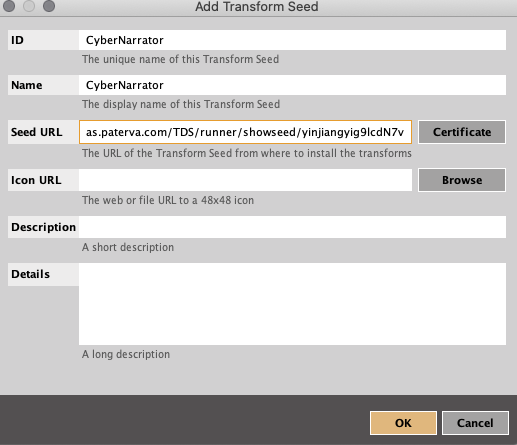 Add Transform Seed
ID CyberNarrator
The unique name of this Transform Seed
Name CyberNarrator
The display name of this Transform Seed
Seed URL as.paterva.com/TDS/runner/showseed/yinjiangyig9lcdN7v Certificate
The URL of the Transform Seed from where to install the transforms
Icon URL Browse
The web or file URL to a 48x48 icon
Description
A short description
Details
A long description
OK Cancel